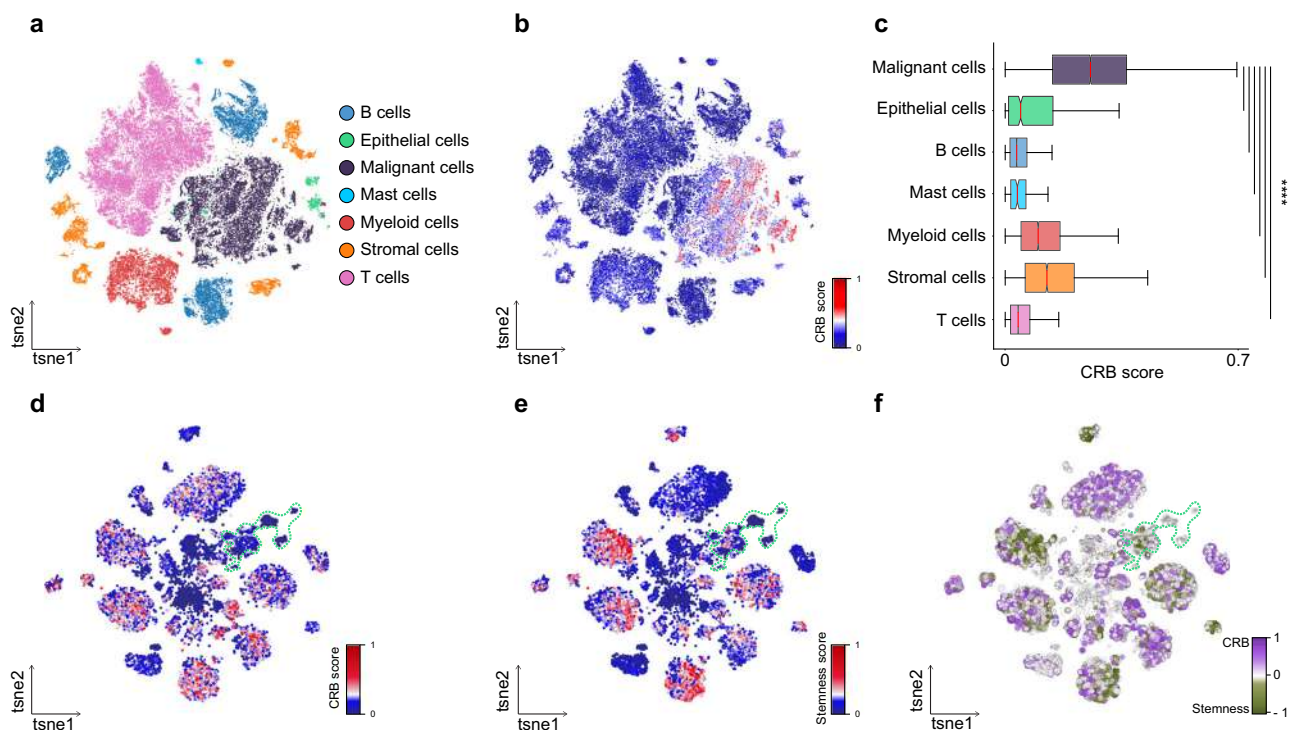 a
B cells
Epithelial cells
Malignant cells
Mast cells
Myeloid cells
Stromal cells
T cells
tsne2
tsne1
b
1
CRB score
0
tsne2
tsne1
c
Malignant cells
Epithelial cells
B cells
Mast cells
Myeloid cells
Stromal cells
T cells
****
0
0.7
CRB score
d
1
CRB score
0
tsne2
tsne1
e
1
Stemness score
0
tsne2
tsne1
f
CRB
1
0
Stemness
- 1
tsne2
tsne1